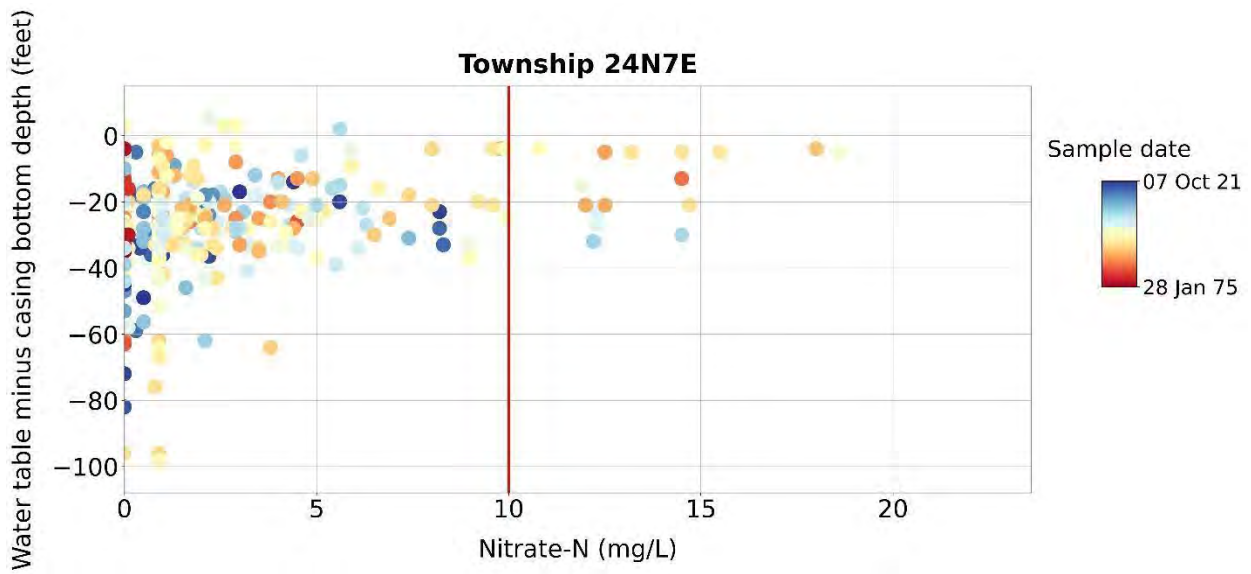 Township 24N7E
Water table minus casing bottom depth (feet)
0
−20
−40
−60
−80
−100
0 5 10 15 20
Nitrate-N (mg/L)
Sample date
07 Oct 21
28 Jan 75